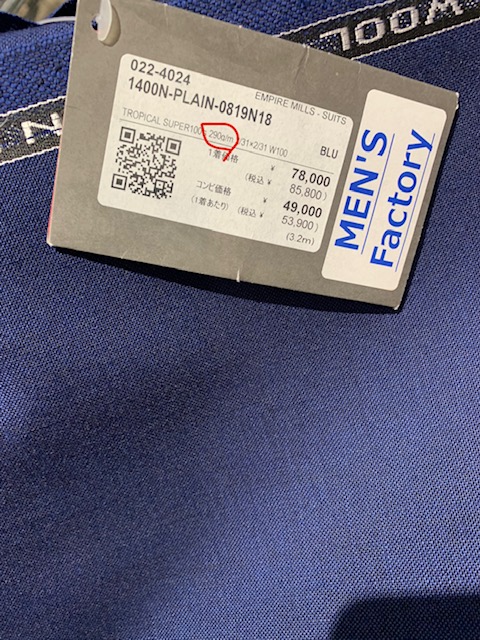 WOOL
N
022-4024
EMPIRE MILLS - SUITS
1400N-PLAIN-0819N18
TROPICAL SUPER100 290g/m /31×2/31 W100 BLU
1着価格 ¥ 78,000
(税込 ¥ 85,800)
コンビ価格 ¥ 49,000
(1着あたり) (税込 ¥ 53,900)
(3.2m)
MEN'S
Factory